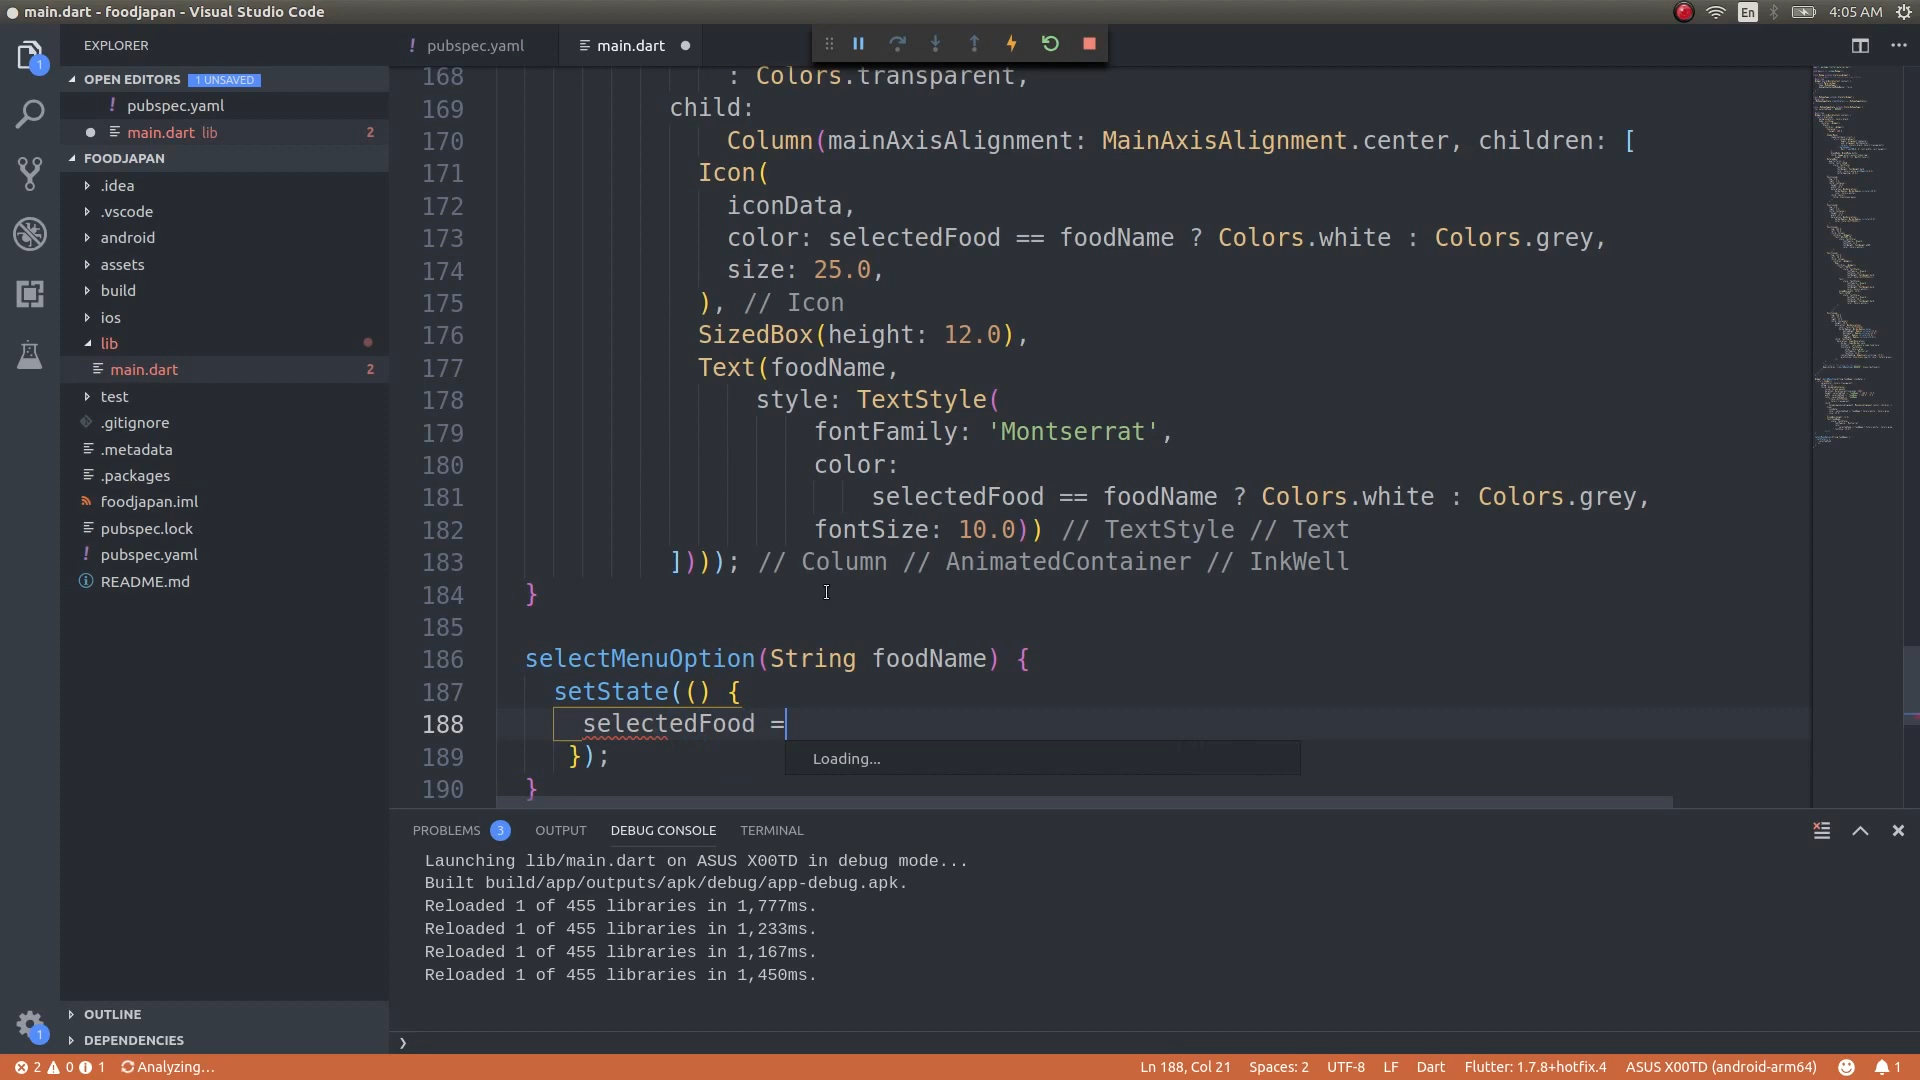 main.dart - foodjapan - Visual Studio Code
En
4:05 AM
1
EXPLORER
OPEN EDITORS 1 UNSAVED
! pubspec.yaml
main.dart lib 2
FOODJAPAN
.idea
.vscode
android
assets
build
ios
lib
main.dart 2
test
.gitignore
.metadata
.packages
foodjapan.iml
pubspec.lock
! pubspec.yaml
README.md
OUTLINE
DEPENDENCIES
1
! pubspec.yaml
main.dart
168 : Colors.transparent,
169 child:
170 Column(mainAxisAlignment: MainAxisAlignment.center, children: [
171 Icon(
172 iconData,
173 color: selectedFood == foodName ? Colors.white : Colors.grey,
174 size: 25.0,
175 ), // Icon
176 SizedBox(height: 12.0),
177 Text(foodName,
178 style: TextStyle(
179 fontFamily: 'Montserrat',
180 color:
181 selectedFood == foodName ? Colors.white : Colors.grey,
182 fontSize: 10.0)) // TextStyle // Text
183 ]))); // Column // AnimatedContainer // InkWell
184 }
185
186 selectMenuOption(String foodName) {
187 setState(() {
188 selectedFood =
189 });
190 }
Loading...
PROBLEMS 3 OUTPUT DEBUG CONSOLE TERMINAL
Launching lib/main.dart on ASUS X00TD in debug mode...
Built build/app/outputs/apk/debug/app-debug.apk.
Reloaded 1 of 455 libraries in 1,777ms.
Reloaded 1 of 455 libraries in 1,233ms.
Reloaded 1 of 455 libraries in 1,167ms.
Reloaded 1 of 455 libraries in 1,450ms.
2 0 1 Analyzing... Ln 188, Col 21 Spaces: 2 UTF-8 LF Dart Flutter: 1.7.8+hotfix.4 ASUS X00TD (android-arm64) 1